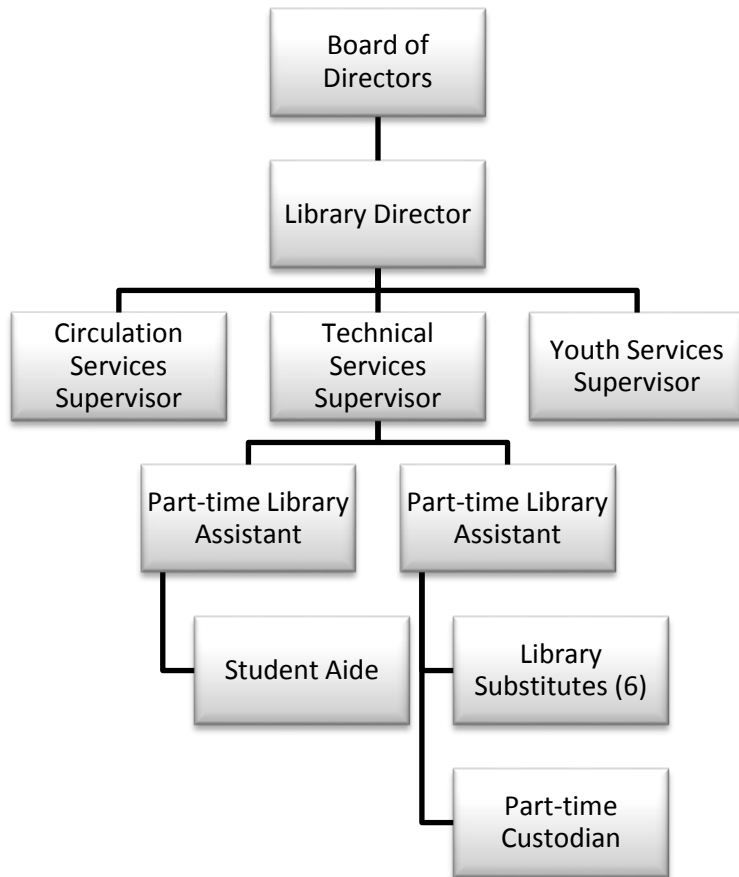 Board of
Directors
Library Director
Circulation
Services
Supervisor
Technical
Services
Supervisor
Youth Services
Supervisor
Part-time Library
Assistant
Part-time Library
Assistant
Student Aide
Library
Substitutes (6)
Part-time
Custodian